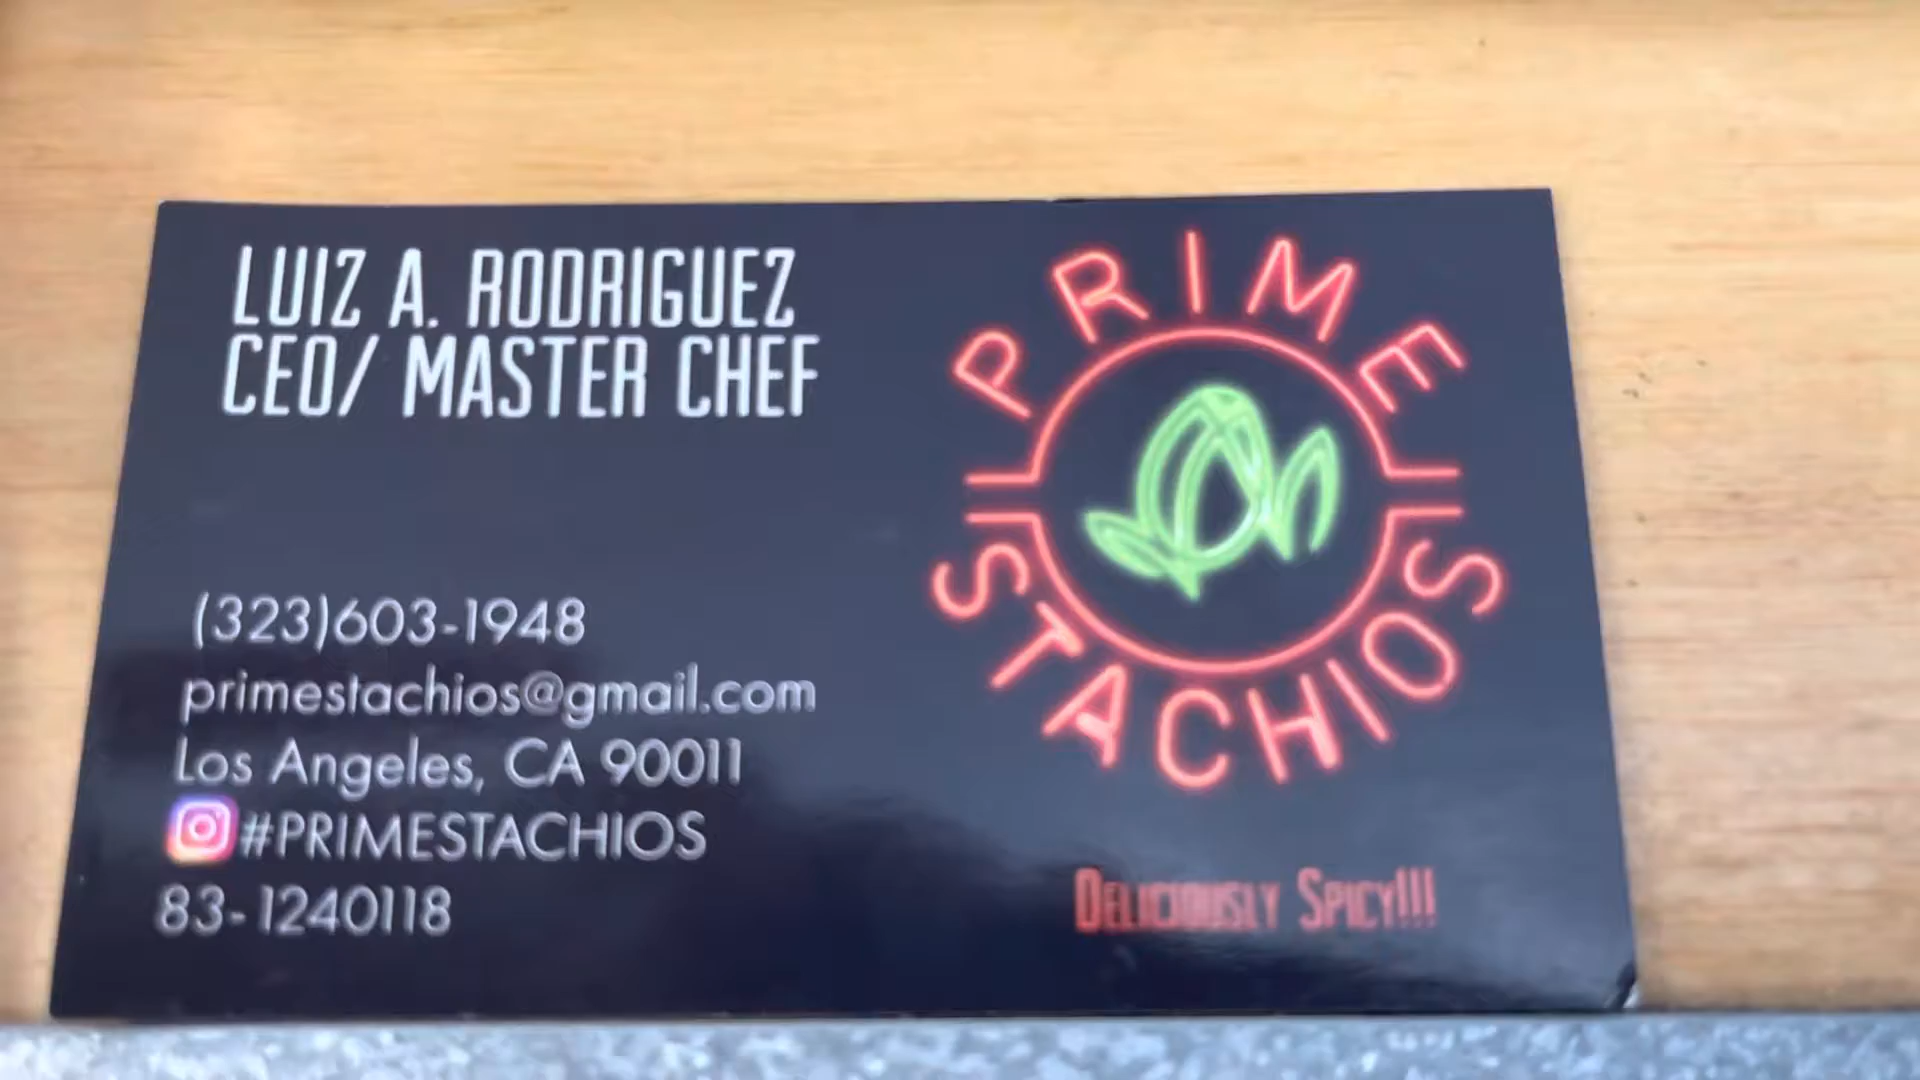 LUIZ A. RODRIGUEZ
CEO/ MASTER CHEF
(323)603-1948
primestachios@gmail.com
Los Angeles, CA 90011
#PRIMESTACHIOS
83-1240118
PRIME
STACHIOS
DELICIOUSLY SPICY!!!